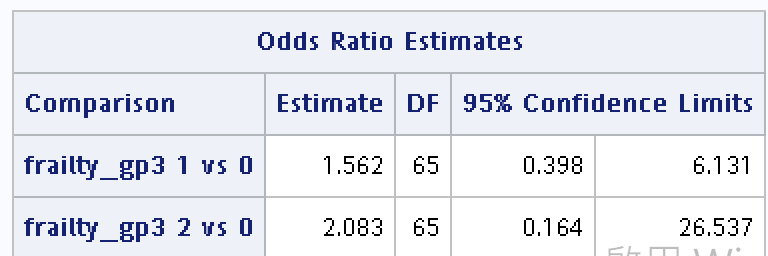 Odds Ratio Estimates
Comparison Estimate DF 95% Confidence Limits
frailty_gp3 1 vs 0 1.562 65 0.398 6.131
frailty_gp3 2 vs 0 2.083 65 0.164 26.537